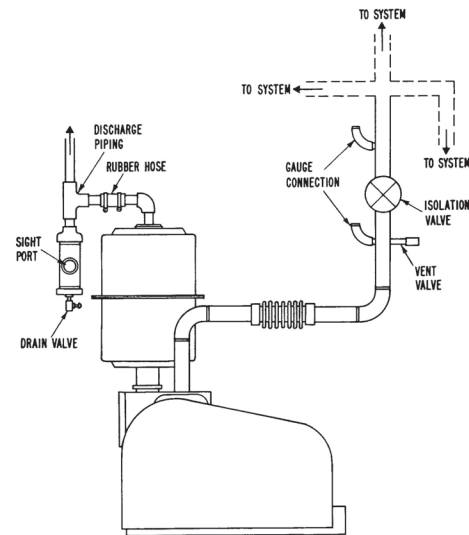 TO SYSTEM
TO SYSTEM
TO SYSTEM
DISCHARGE
PIPING
RUBBER HOSE
GAUGE
CONNECTION
ISOLATION
VALVE
SIGHT
PORT
VENT
VALVE
DRAIN VALVE